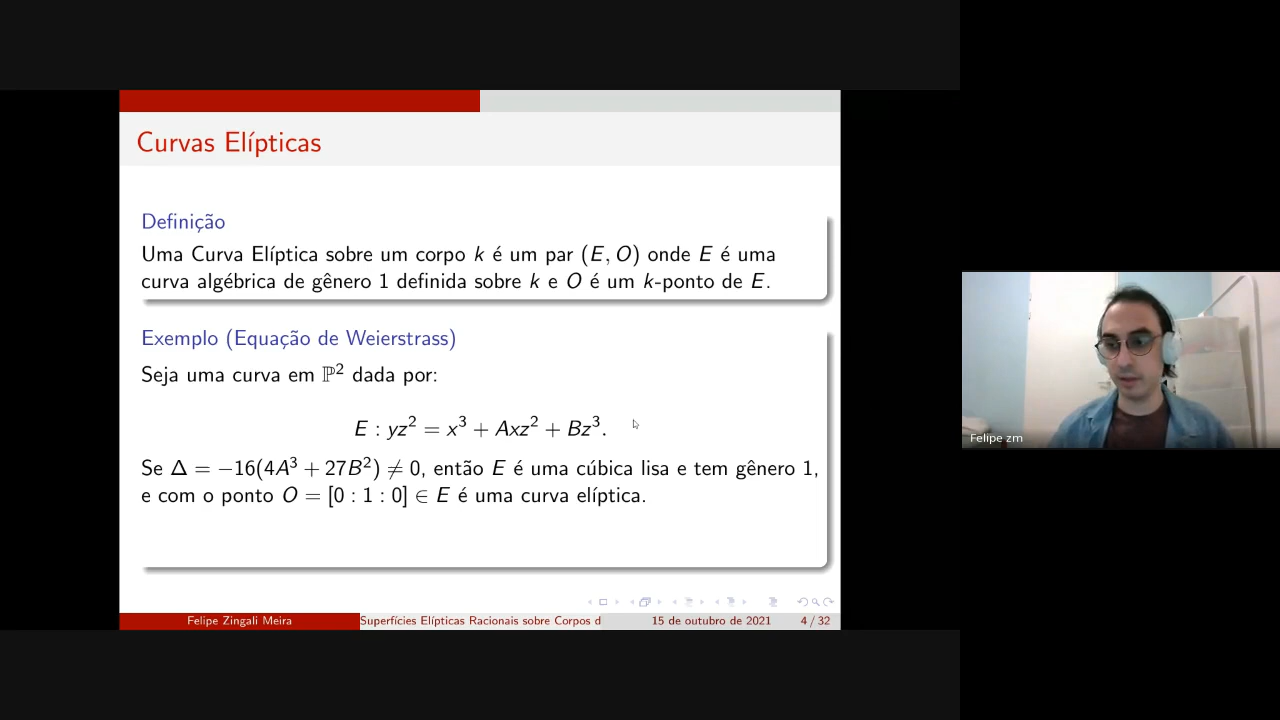 Curvas Elípticas
Definição
Uma Curva Elíptica sobre um corpo k é um par (E, O) onde E é uma
curva algébrica de gênero 1 definida sobre k e O é um k-ponto de E.
Exemplo (Equação de Weierstrass)
Seja uma curva em ℙ² dada por:
E : yz² = x³ + Axz² + Bz³.
Se Δ = −16(4A³ + 27B²) ≠ 0, então E é uma cúbica lisa e tem gênero 1,
e com o ponto O = [0 : 1 : 0] ∈ E é uma curva elíptica.
Felipe zm
Felipe Zingali Meira Superfícies Elípticas Racionais sobre Corpos d 15 de outubro de 2021 4 / 32